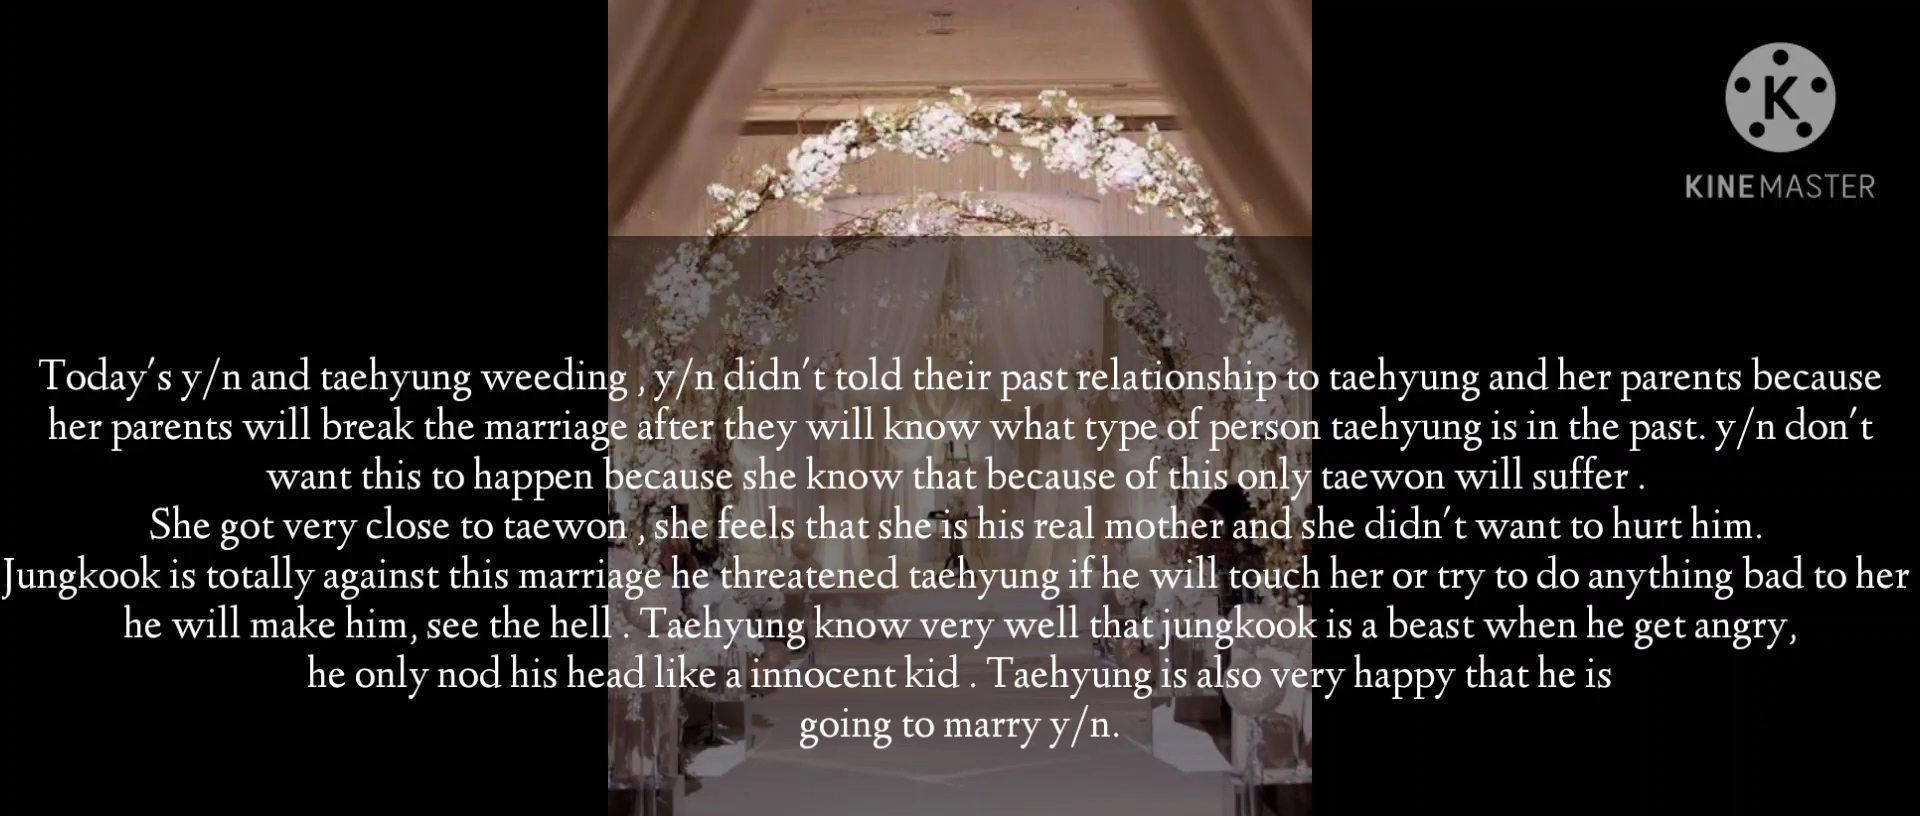 K
KINEMASTER
Today's y/n and taehyung weeding , y/n didn't told their past relationship to taehyung and her parents because
her parents will break the marriage after they will know what type of person taehyung is in the past. y/n don't
want this to happen because she know that because of this only taewon will suffer .
She got very close to taewon , she feels that she is his real mother and she didn't want to hurt him.
Jungkook is totally against this marriage he threatened taehyung if he will touch her or try to do anything bad to her
he will make him, see the hell . Taehyung know very well that jungkook is a beast when he get angry,
he only nod his head like a innocent kid . Taehyung is also very happy that he is
going to marry y/n.